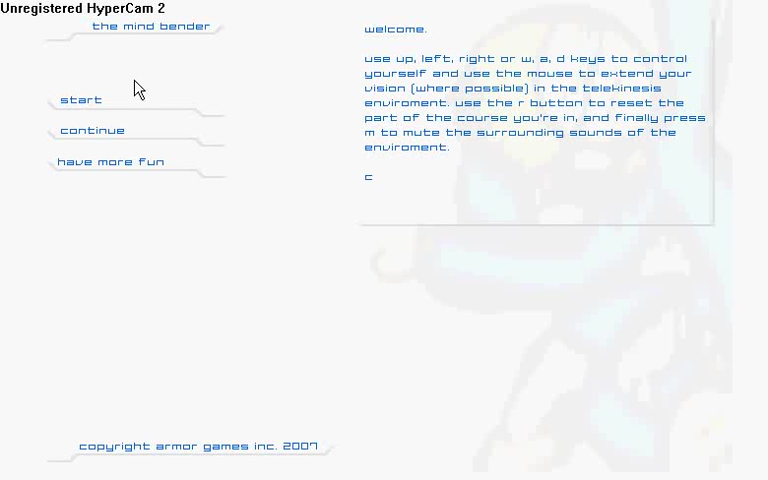 Unregistered HyperCam 2
the mind bender
start
continue
have more fun
welcome.
use up, left, right or w, a, d keys to control
yourself and use the mouse to extend your
vision (where possible) in the telekinesis
enviroment. use the r button to reset the
part of the course you're in, and finally press
m to mute the surrounding sounds of the
enviroment.
c
copyright armor games inc. 2007